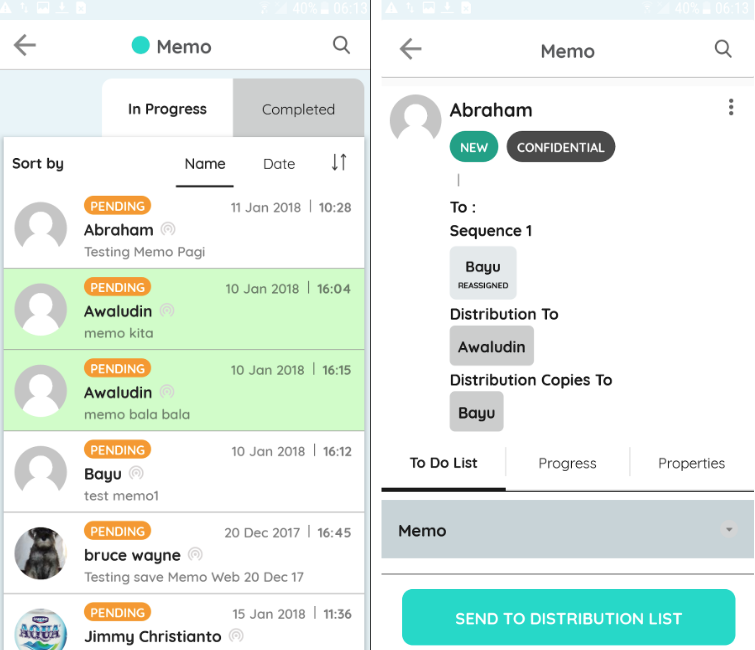 40% 06:13
Memo
In Progress
Completed
Sort by
Name
Date
PENDING
11 Jan 2018 | 10:28
Abraham
Testing Memo Pagi
PENDING
10 Jan 2018 | 16:04
Awaludin
memo kita
PENDING
10 Jan 2018 | 16:15
Awaludin
memo bala bala
PENDING
10 Jan 2018 | 16:12
Bayu
test memo1
PENDING
20 Dec 2017 | 16:45
bruce wayne
Testing save Memo Web 20 Dec 17
PENDING
15 Jan 2018 | 11:36
AQUA
Jimmy Christianto
40% 06:13
Memo
Abraham
NEW
CONFIDENTIAL
|
To :
Sequence 1
Bayu
REASSIGNED
Distribution To
Awaludin
Distribution Copies To
Bayu
To Do List
Progress
Properties
Memo
SEND TO DISTRIBUTION LIST